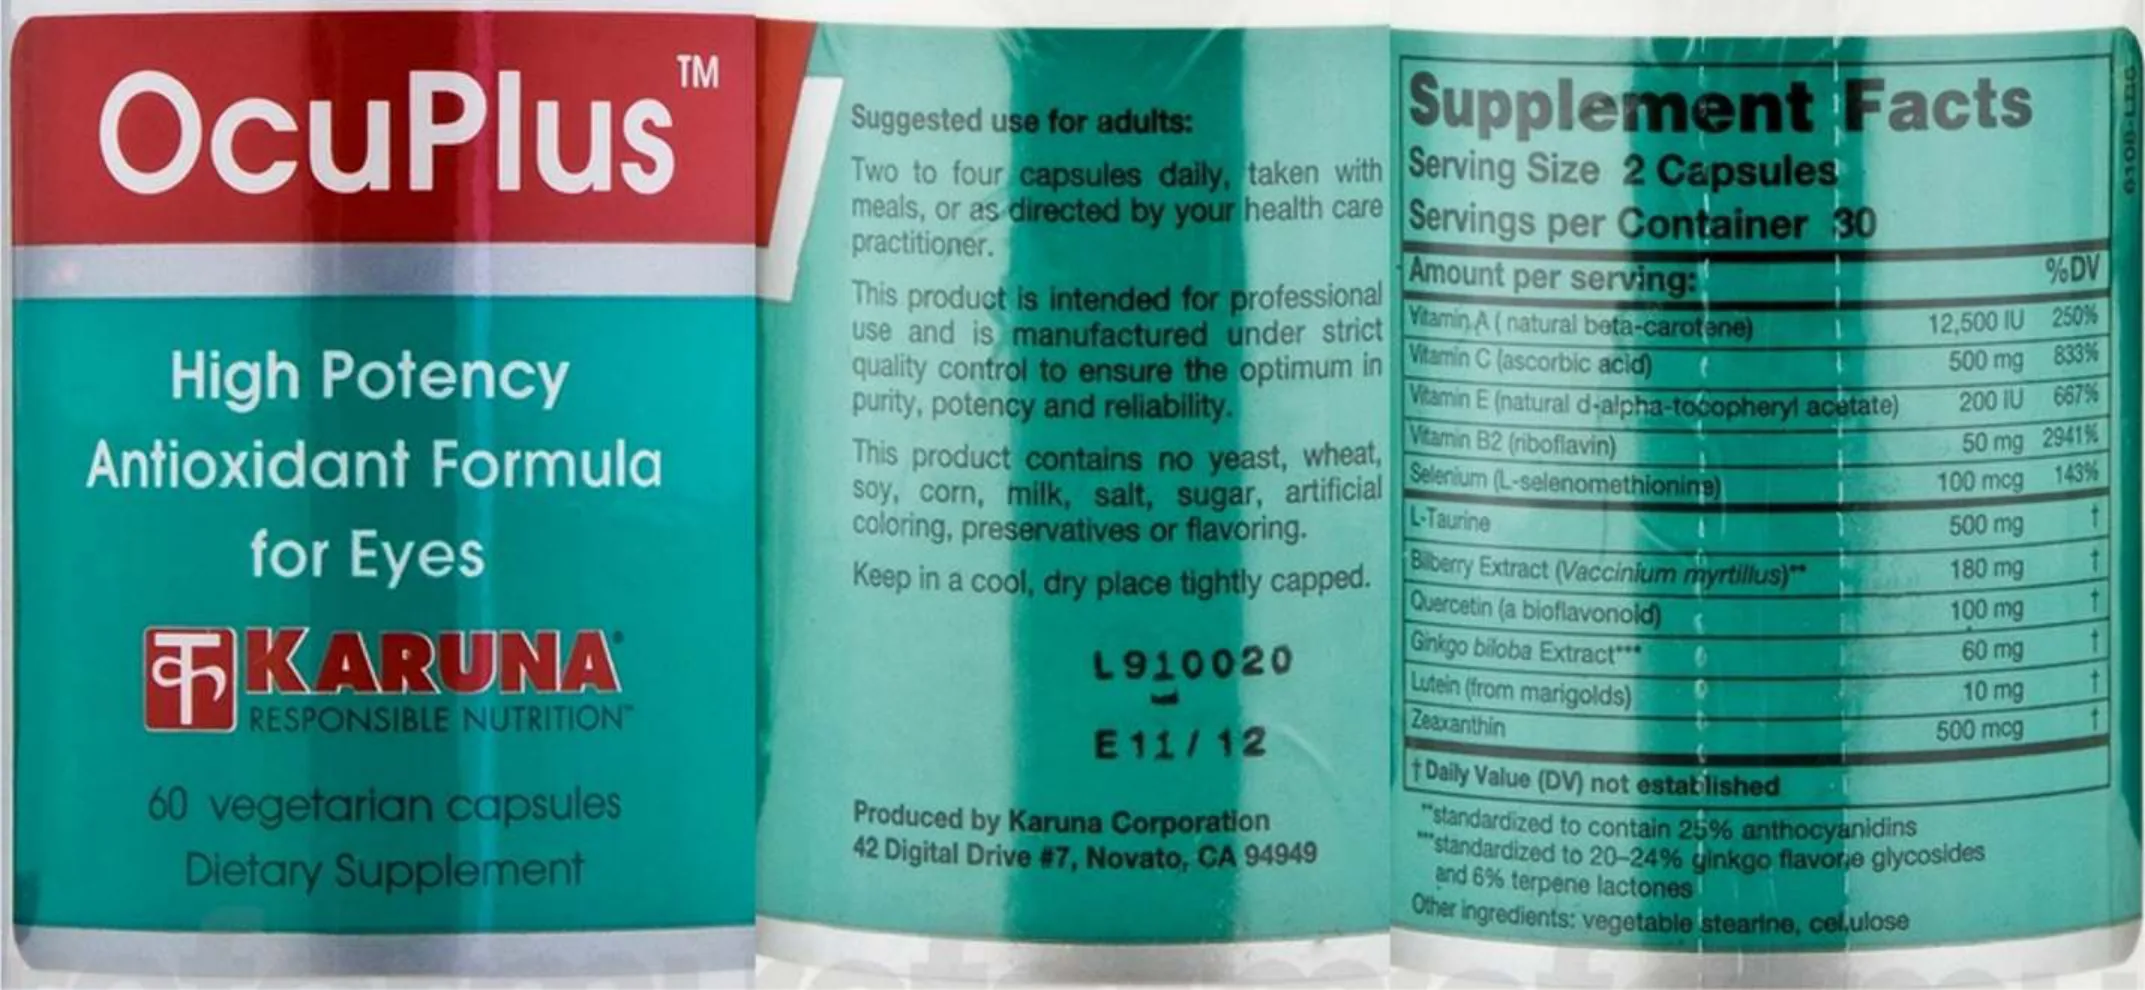 OcuPlus™
High Potency
Antioxidant Formula
for Eyes
क KARUNA®
RESPONSIBLE NUTRITION™
60 vegetarian capsules
Dietary Supplement
Suggested use for adults:
Two to four capsules daily, taken with
meals, or as directed by your health care
practitioner.
This product is intended for professional
use and is manufactured under strict
quality control to ensure the optimum in
purity, potency and reliability.
This product contains no yeast, wheat,
soy, corn, milk, salt, sugar, artificial
coloring, preservatives or flavoring.
Keep in a cool, dry place tightly capped.
L910020
E11/12
Produced by Karuna Corporation
42 Digital Drive #7, Novato, CA 94949
Supplement Facts
Serving Size 2 Capsules
Servings per Container 30
Amount per serving: %DV
Vitamin A ( natural beta-carotene) 12,500 IU 250%
Vitamin C (ascorbic acid) 500 mg 833%
Vitamin E (natural d-alpha-tocopheryl acetate) 200 IU 667%
Vitamin B2 (riboflavin) 50 mg 2941%
Selenium (L-selenomethionine) 100 mcg 143%
L-Taurine 500 mg †
Bilberry Extract (Vaccinium myrtillus)** 180 mg †
Quercetin (a bioflavonoid) 100 mg †
Ginkgo biloba Extract*** 60 mg †
Lutein (from marigolds) 10 mg †
Zeaxanthin 500 mcg †
† Daily Value (DV) not established
**standardized to contain 25% anthocyanidins
***standardized to 20–24% ginkgo flavone glycosides
and 6% terpene lactones
Other ingredients: vegetable stearine, cellulose